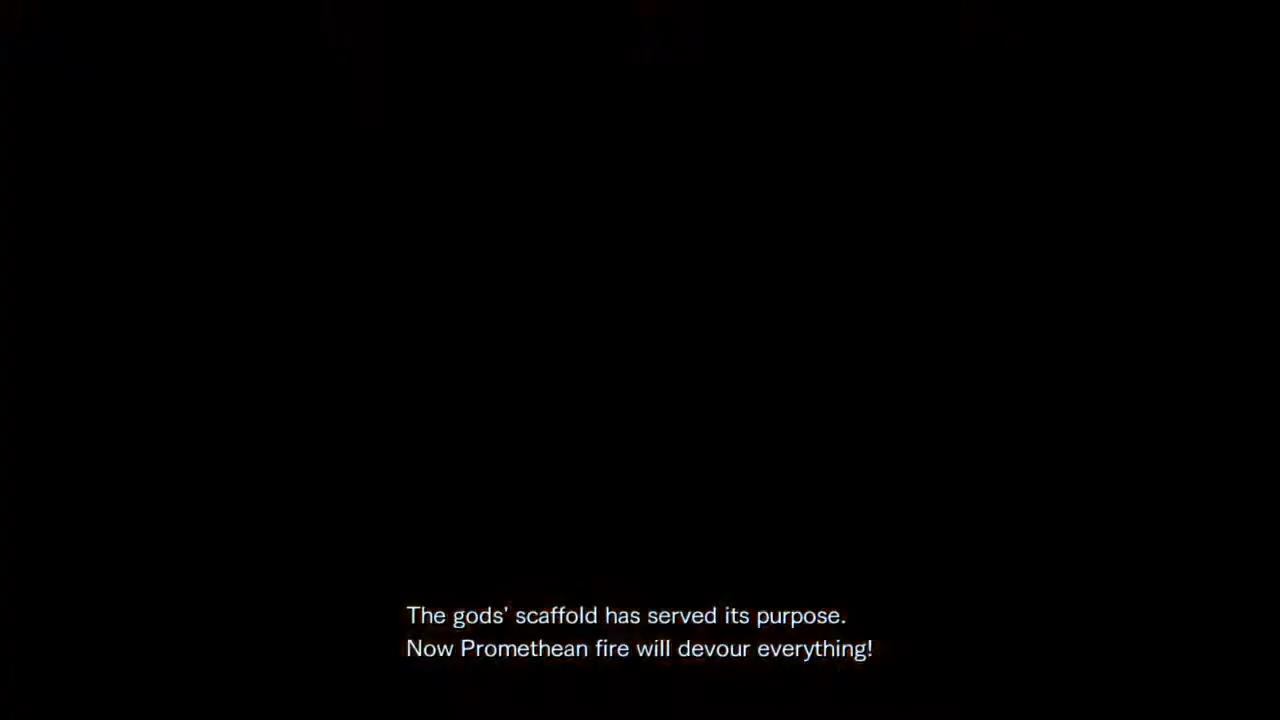 The gods' scaffold has served its purpose.
Now Promethean fire will devour everything!